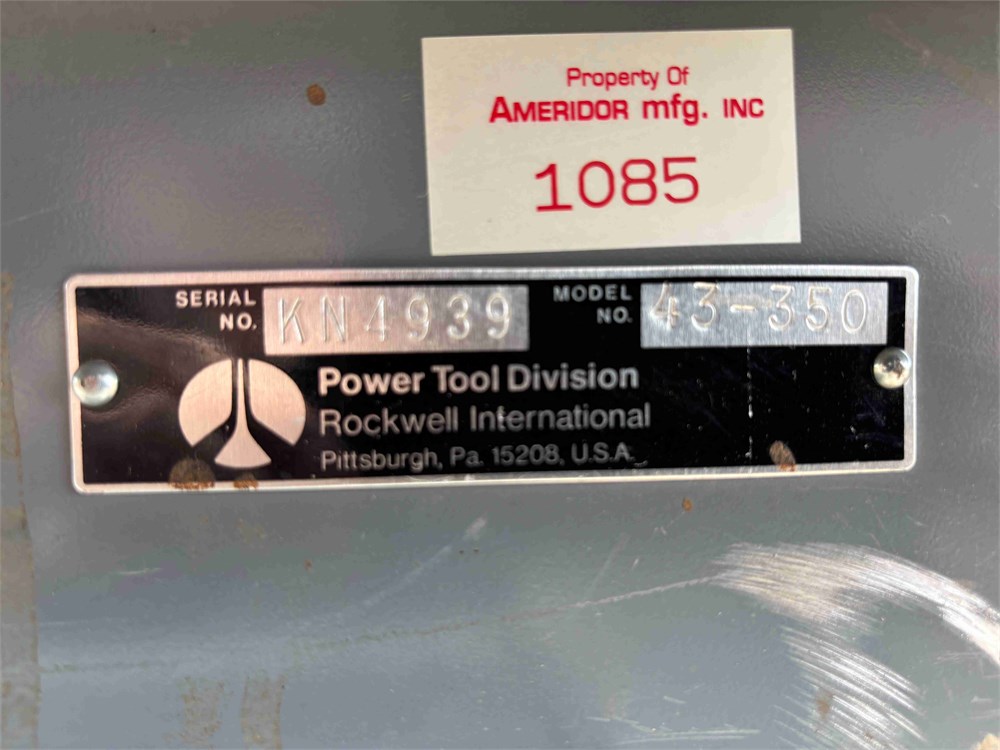 Property Of
AMERIDOR mfg. INC
1085
SERIAL NO. KN4939 MODEL NO. 43-350
Power Tool Division
Rockwell International
Pittsburgh, Pa. 15208, U.S.A.